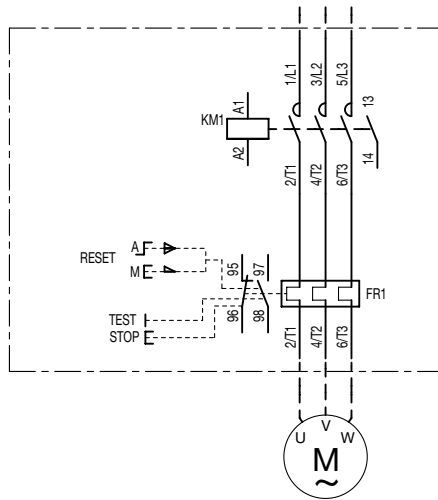 1/L1 3/L2 5/L3
13
KM1 A1
A2
14
2/T1 4/T2 6/T3
RESET A
M
95 97
FR1
TEST
STOP
96 98
2/T1 4/T2 6/T3
U V W
M
~